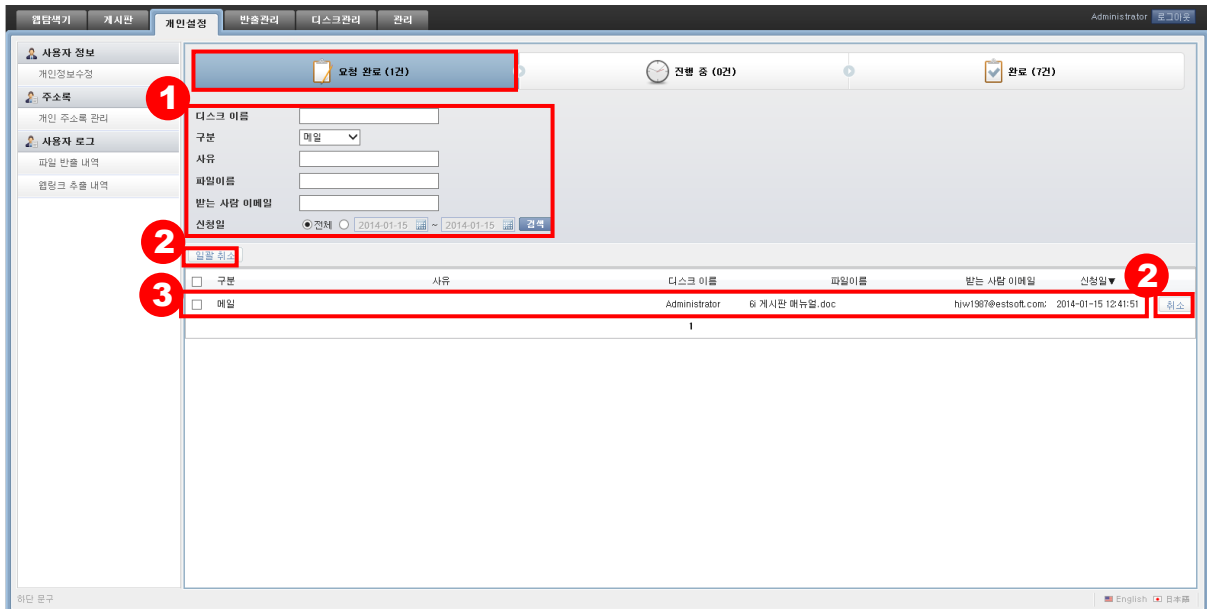 웹탐색기 게시판 개인설정 반출관리 디스크관리 관리 Administrator 로그아웃
사용자 정보
개인정보수정
주소록
개인 주소록 관리
사용자 로그
파일 반출 내역
웹링크 추출 내역
요청 완료 (1건) 진행 중 (0건) 완료 (7건)
1
디스크 이름
구분 메일
사유
파일이름
받는 사람 이메일
신청일 전체 2014-01-15 ~ 2014-01-15 검색
2
일괄 취소
구분 사유 디스크 이름 파일이름 받는 사람 이메일 신청일▼
2
3
메일 Administrator 게시판 매뉴얼.doc hjw1987@estsoft.com; 2014-01-15 12:41:51 취소
1
하단 문구 English 日本語